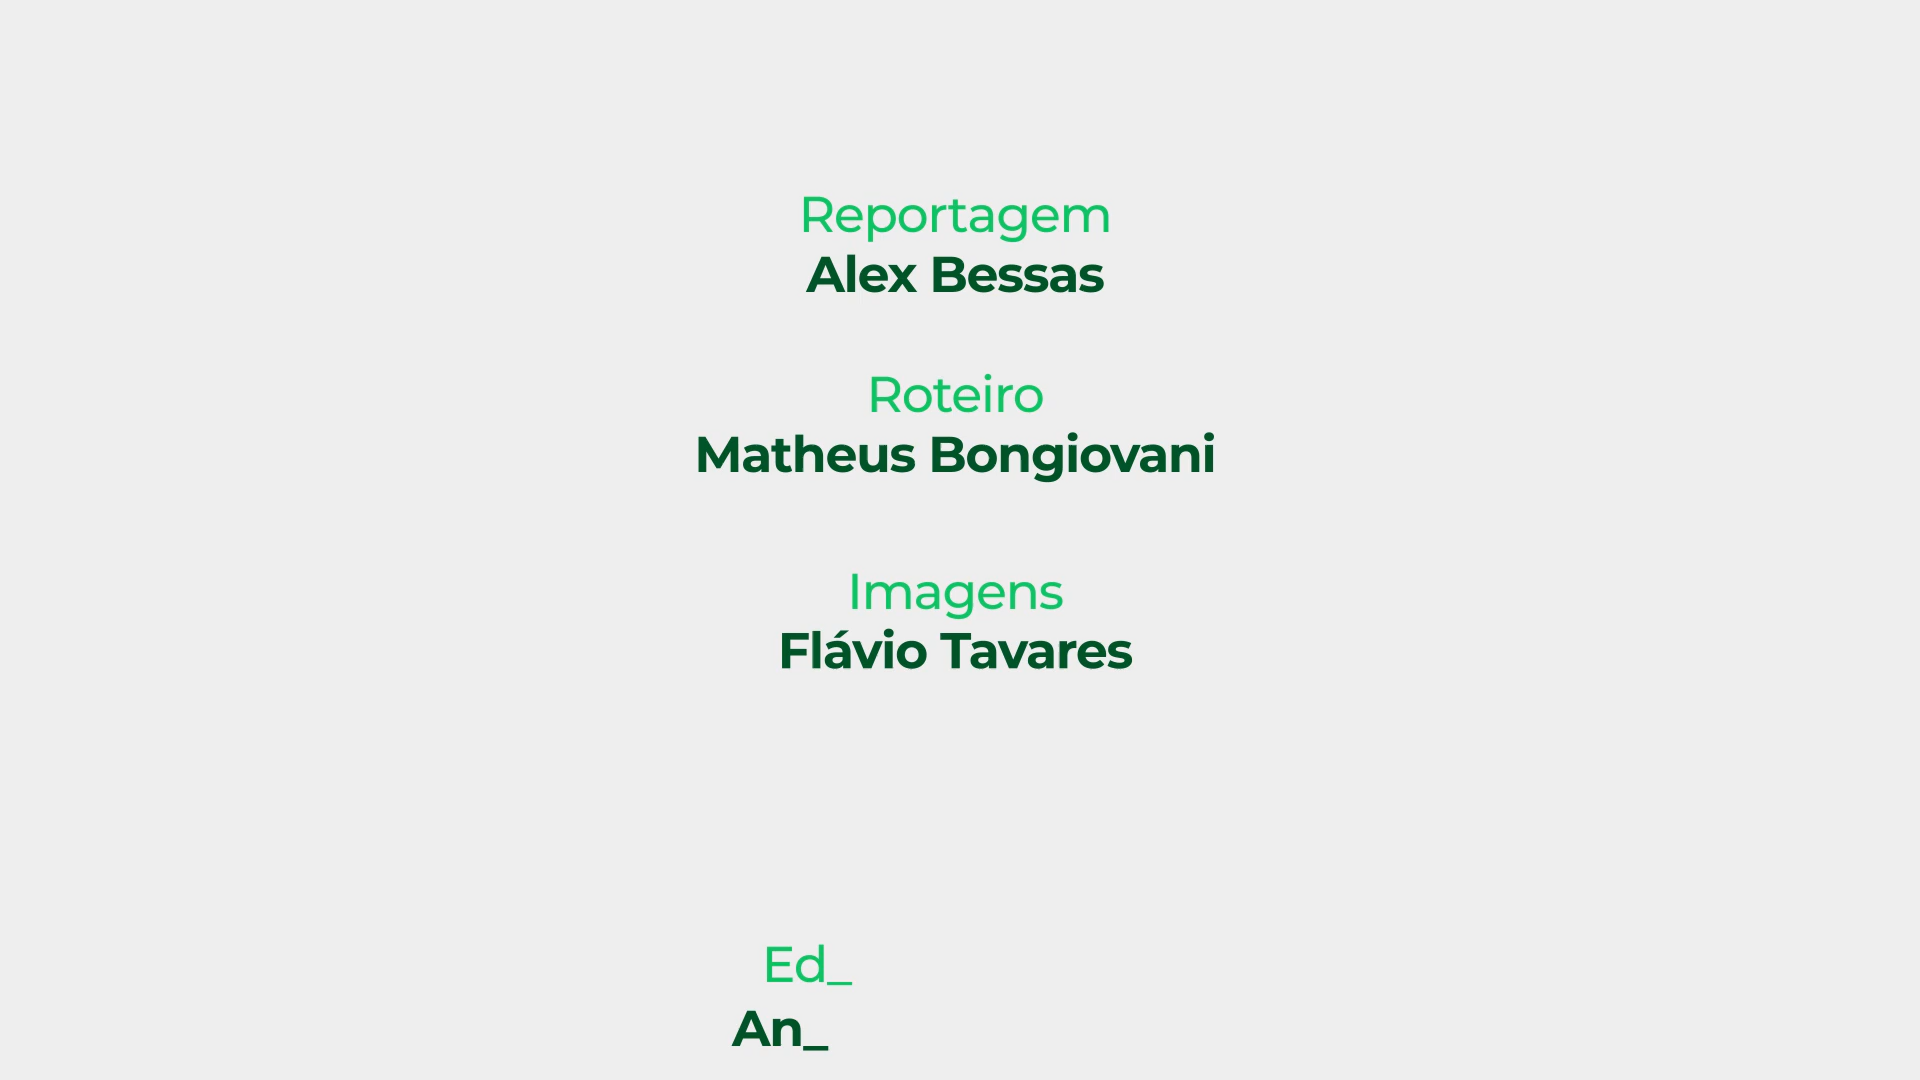 Reportagem
Alex Bessas
Roteiro
Matheus Bongiovani
Imagens
Flávio Tavares
Ed_
An_